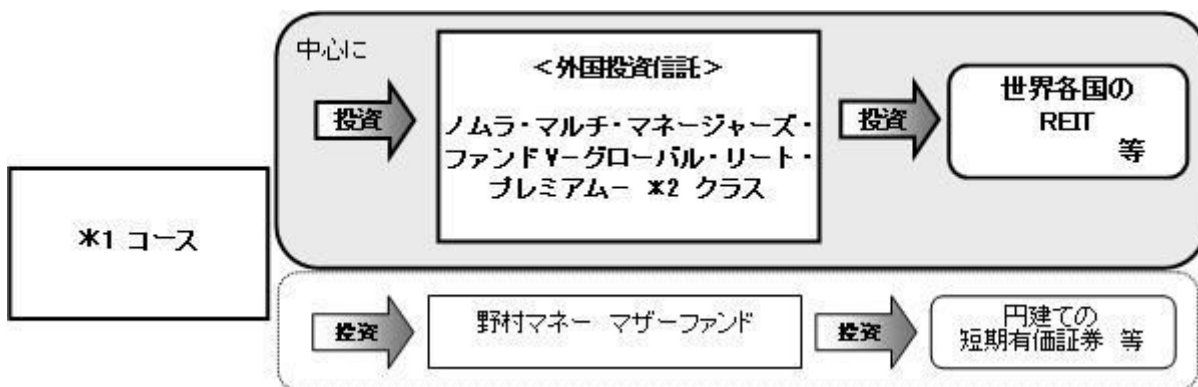 中心に
<外国投資信託>
投資
ノムラ・マルチ・マネージャーズ・
ファンドⅤ-グローバル・リート・
プレミアムー *2 クラス
投資
世界各国の
REIT
等
*1 コース
投資
野村マネー マザーファンド
投資
円建ての
短期有価証券 等